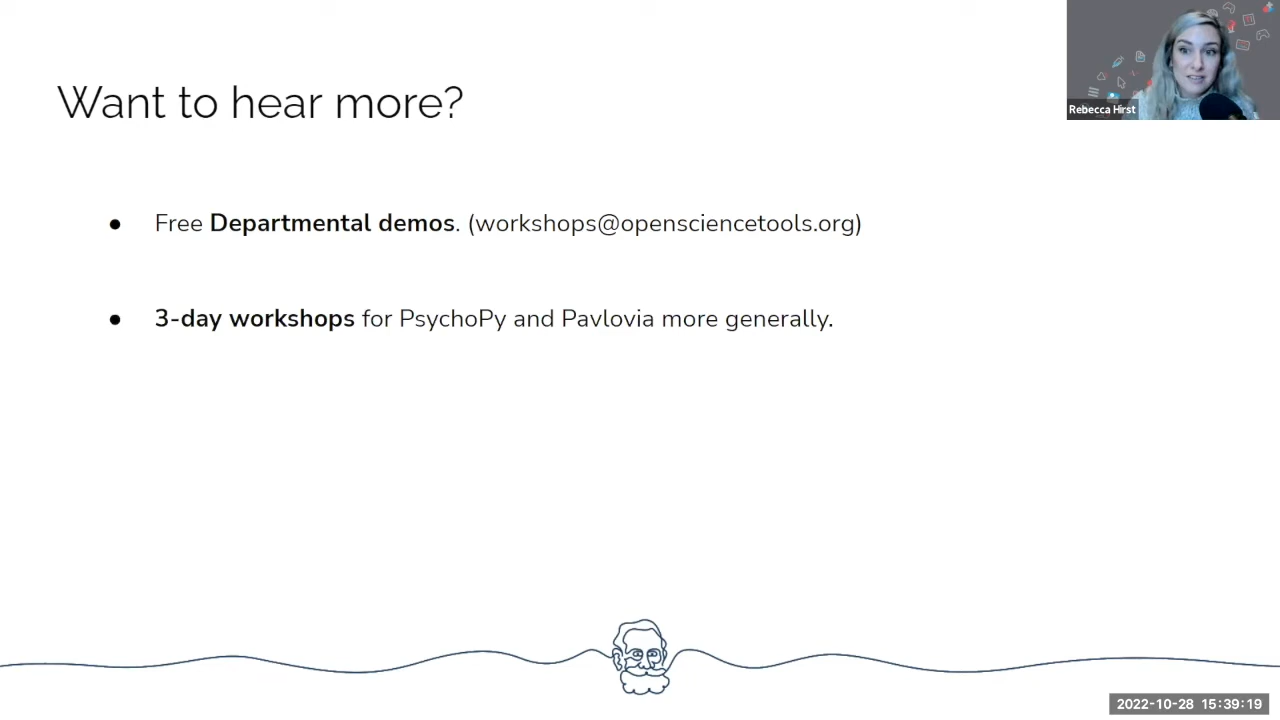 Want to hear more?
Rebecca Hirst
● Free Departmental demos. (workshops@opensciencetools.org)
● 3-day workshops for PsychoPy and Pavlovia more generally.
2022-10-28 15:39:19